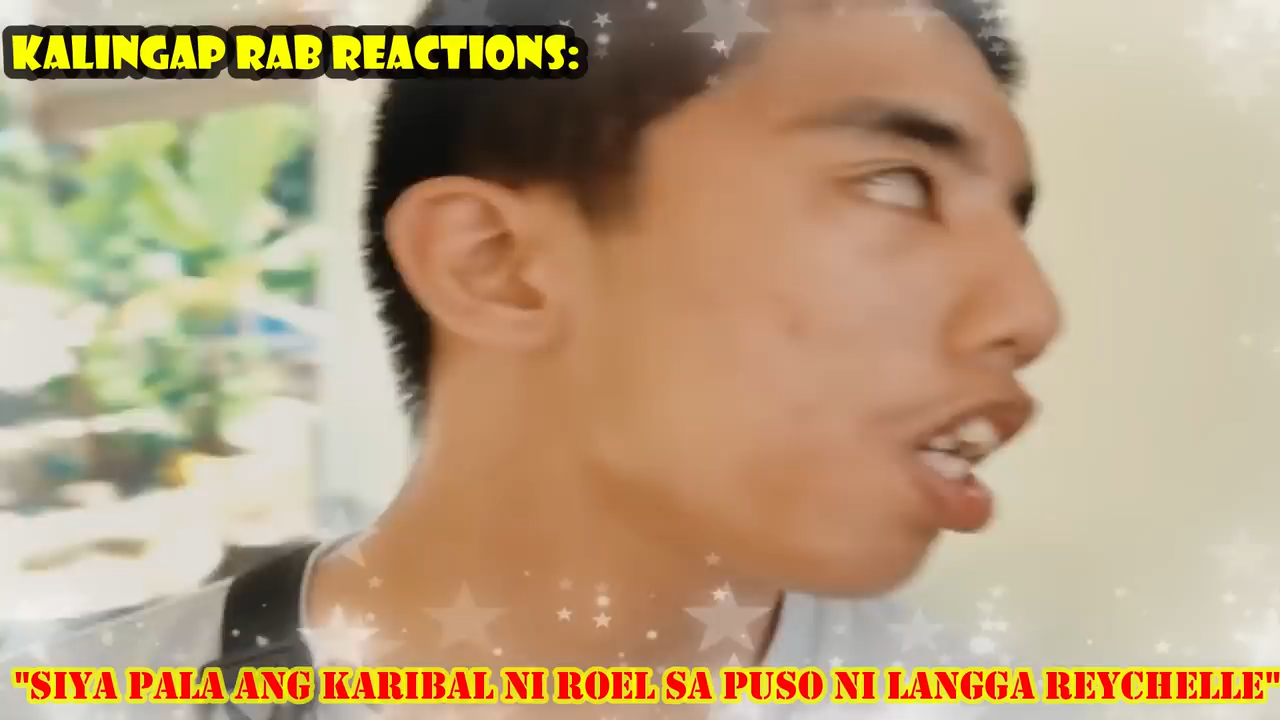 KALINGAP RAB REACTIONS:
"SIYA PALA ANG KARIBAL NI ROEL SA PUSO NI LANGGA REYCHELLE"